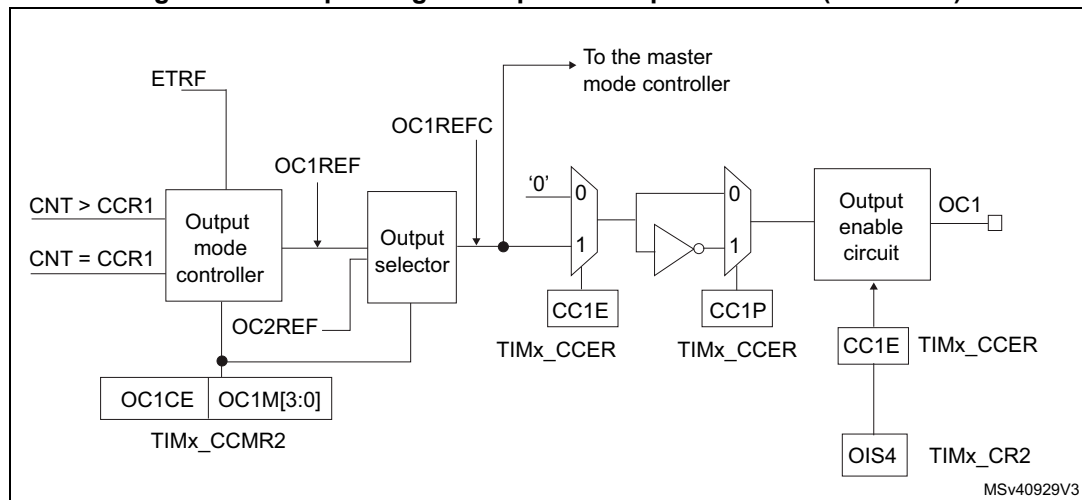 To the master
mode controller
ETRF
OC1REFC
OC1REF
'0'
0
0
CNT > CCR1
Output
mode
controller
Output
selector
Output
enable
circuit
OC1
1
1
CNT = CCR1
CC1E
CC1P
OC2REF
TIMx_CCER
TIMx_CCER
CC1E
TIMx_CCER
OC1CE
OC1M[3:0]
TIMx_CCMR2
OIS4
TIMx_CR2
MSv40929V3